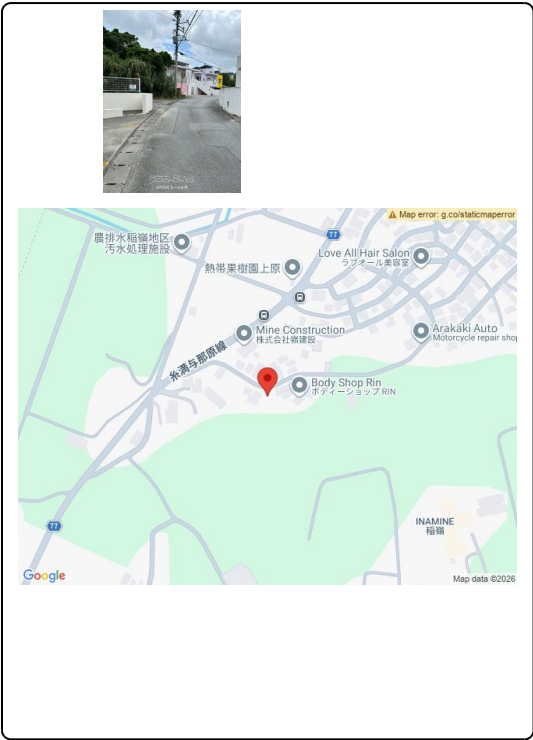 Map error: g.co/staticmaperror
77
農排水稲嶺地区
汚水処理施設
Love All Hair Salon
ラブオール美容室
熱帯果樹園上原
Mine Construction
株式会社嶺建設
Arakaki Auto
Motorcycle repair shop
糸満与那原線
Body Shop Rin
ボディーショップ RIN
77
INAMINE
稲嶺
Google
Map data ©2026